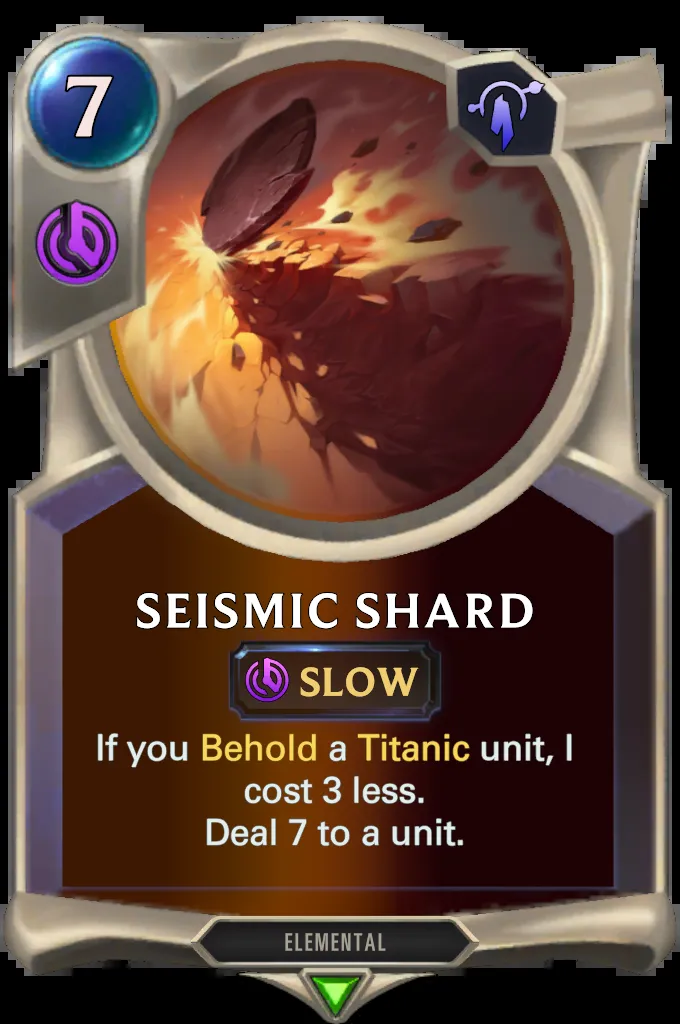 7
SEISMIC SHARD
SLOW
If you Behold a Titanic unit, I
cost 3 less.
Deal 7 to a unit.
ELEMENTAL